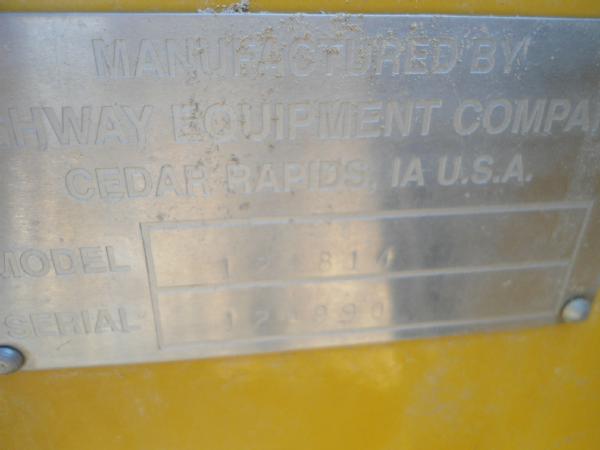 MANUFACTURED BY
HWAY EQUIPMENT COMPA
CEDAR RAPIDS, IA U.S.A.
MODEL
SERIAL